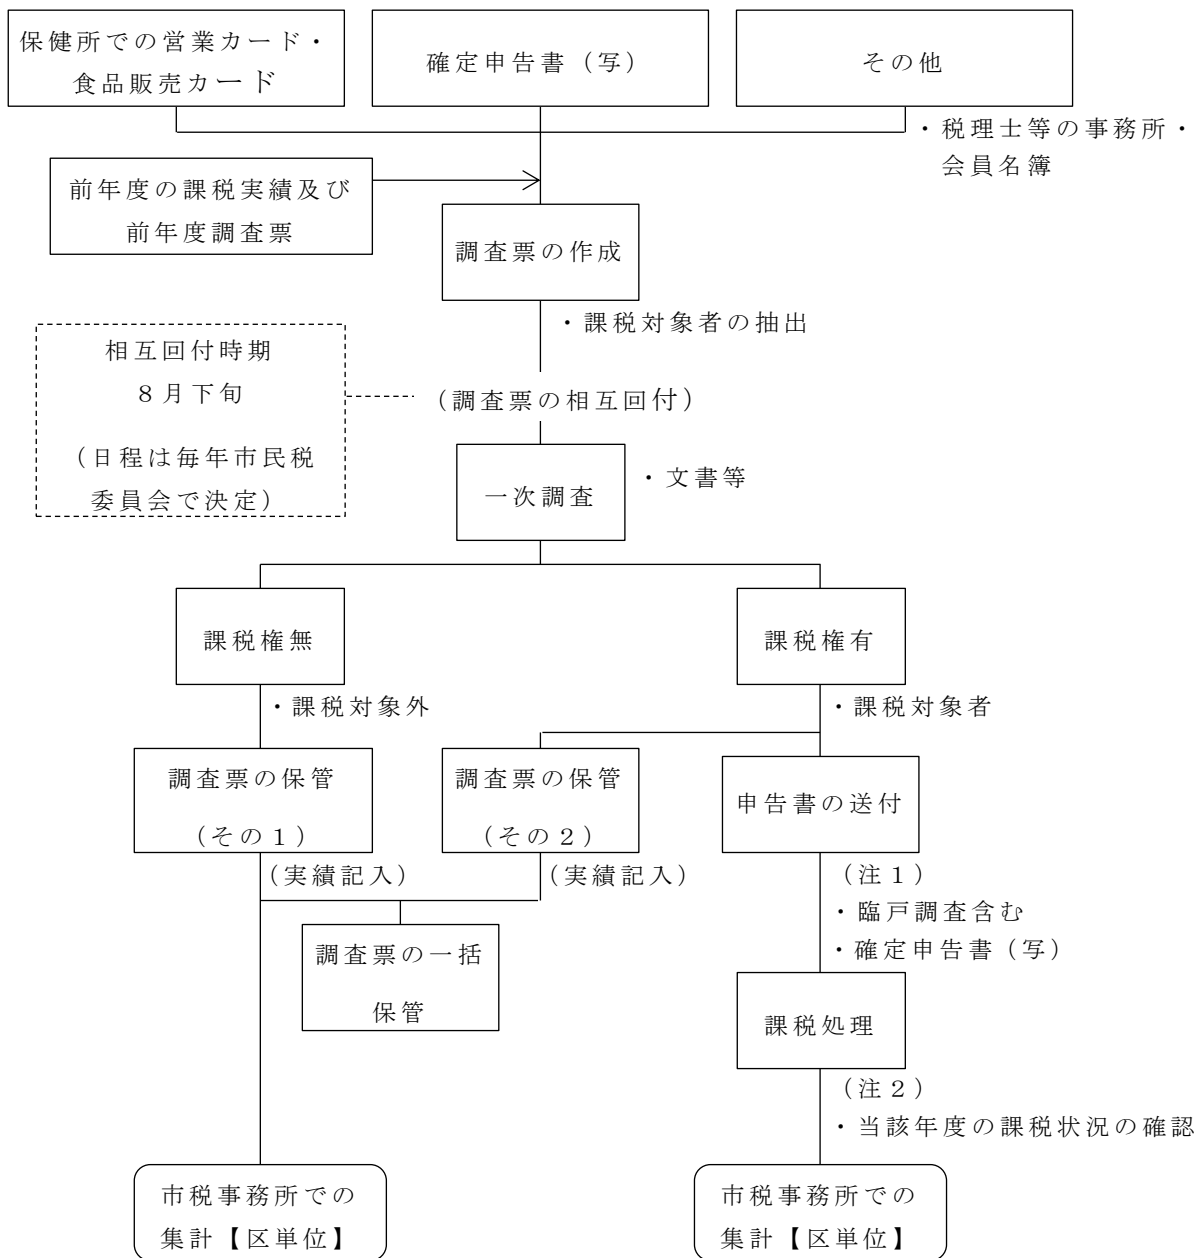 保健所での営業カード・
食品販売カード
確定申告書（写）
その他
・税理士等の事務所・
会員名簿
前年度の課税実績及び
前年度調査票
調査票の作成
・課税対象者の抽出
相互回付時期
８月下旬
（日程は毎年市民税
委員会で決定）
（調査票の相互回付）
一次調査
・文書等
課税権無
課税権有
・課税対象外
・課税対象者
調査票の保管
（その１）
調査票の保管
（その２）
申告書の送付
（実績記入）
（実績記入）
（注１）
・臨戸調査含む
・確定申告書（写）
調査票の一括
保管
課税処理
（注２）
・当該年度の課税状況の確認
市税事務所での
集計【区単位】
市税事務所での
集計【区単位】